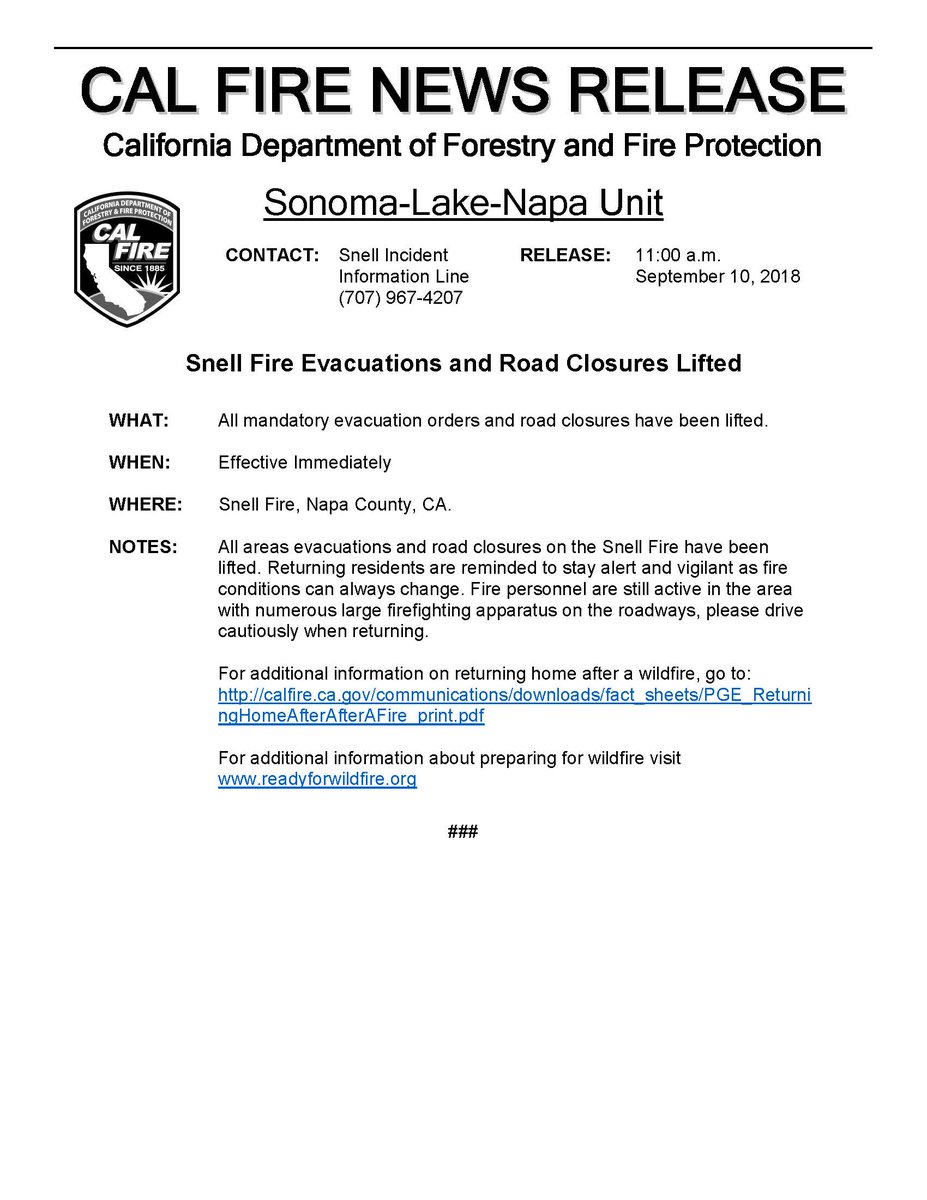 CAL FIRE NEWS RELEASE
California Department of Forestry and Fire Protection
Sonoma-Lake-Napa Unit
CALIFORNIA DEPARTMENT OF
FORESTRY & FIRE PROTECTION
CAL
FIRE
SINCE 1885
CONTACT: Snell Incident RELEASE: 11:00 a.m.
Information Line September 10, 2018
(707) 967-4207
Snell Fire Evacuations and Road Closures Lifted
WHAT: All mandatory evacuation orders and road closures have been lifted.
WHEN: Effective Immediately
WHERE: Snell Fire, Napa County, CA.
NOTES: All areas evacuations and road closures on the Snell Fire have been
lifted. Returning residents are reminded to stay alert and vigilant as fire
conditions can always change. Fire personnel are still active in the area
with numerous large firefighting apparatus on the roadways, please drive
cautiously when returning.
For additional information on returning home after a wildfire, go to:
http://calfire.ca.gov/communications/downloads/fact_sheets/PGE_Returni
ngHomeAfterAfterAFire_print.pdf
For additional information about preparing for wildfire visit
www.readyforwildfire.org
###